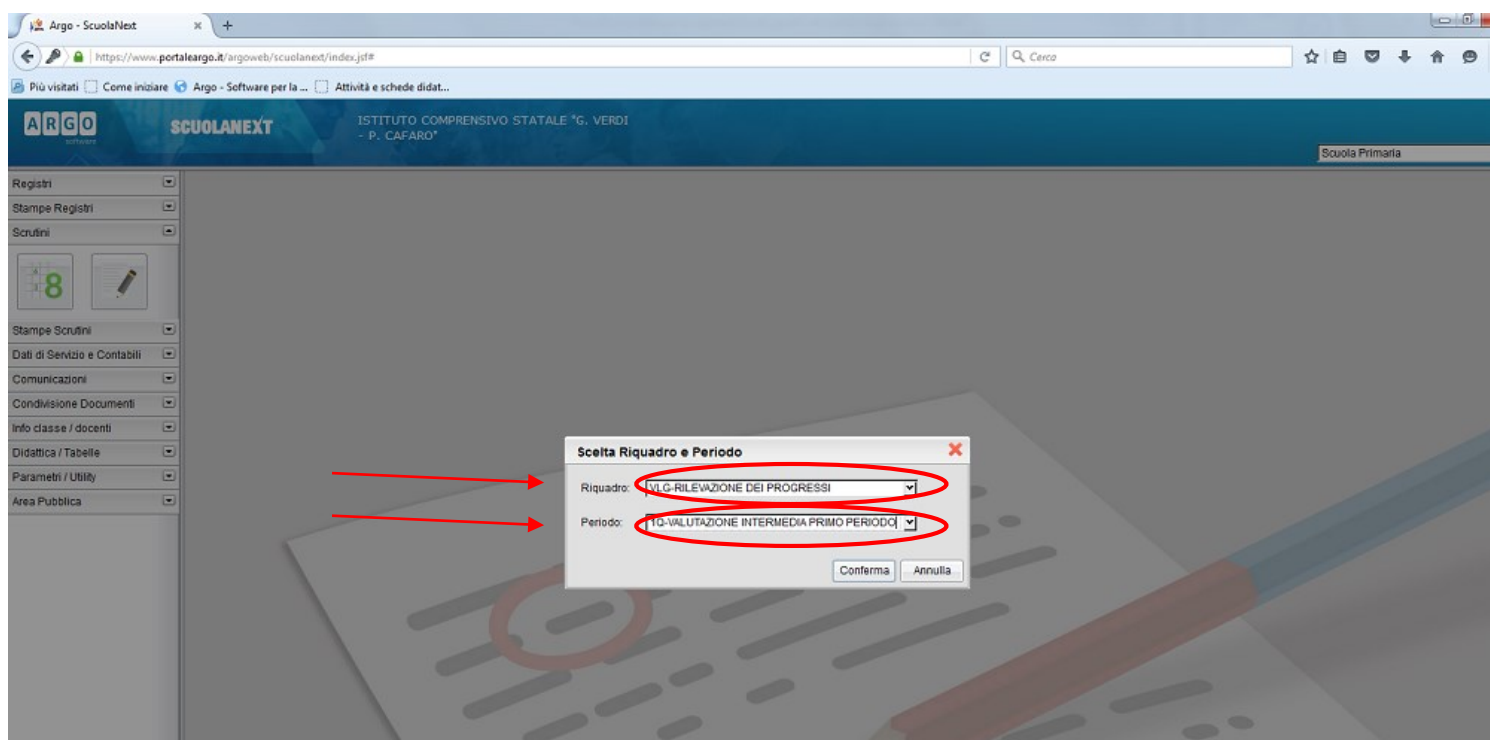 Argo - ScuolaNext
https://www.portaleargo.it/argoweb/scuolanext/index.jsf#
Cerca
Più visitati Come iniziare Argo - Software per la ... Attività e schede didat...
ARGO
software
SCUOLANEXT
ISTITUTO COMPRENSIVO STATALE "G. VERDI
- P. CAFARO"
Scuola Primaria
Registri
Stampe Registri
Scrutini
8
Stampe Scrutini
Dati di Servizio e Contabili
Comunicazioni
Condivisione Documenti
Info classe / docenti
Didattica / Tabelle
Parametri / Utility
Area Pubblica
Scelta Riquadro e Periodo
Riquadro: VLG-RILEVAZIONE DEI PROGRESSI
Periodo: 1Q-VALUTAZIONE INTERMEDIA PRIMO PERIODO
Conferma Annulla